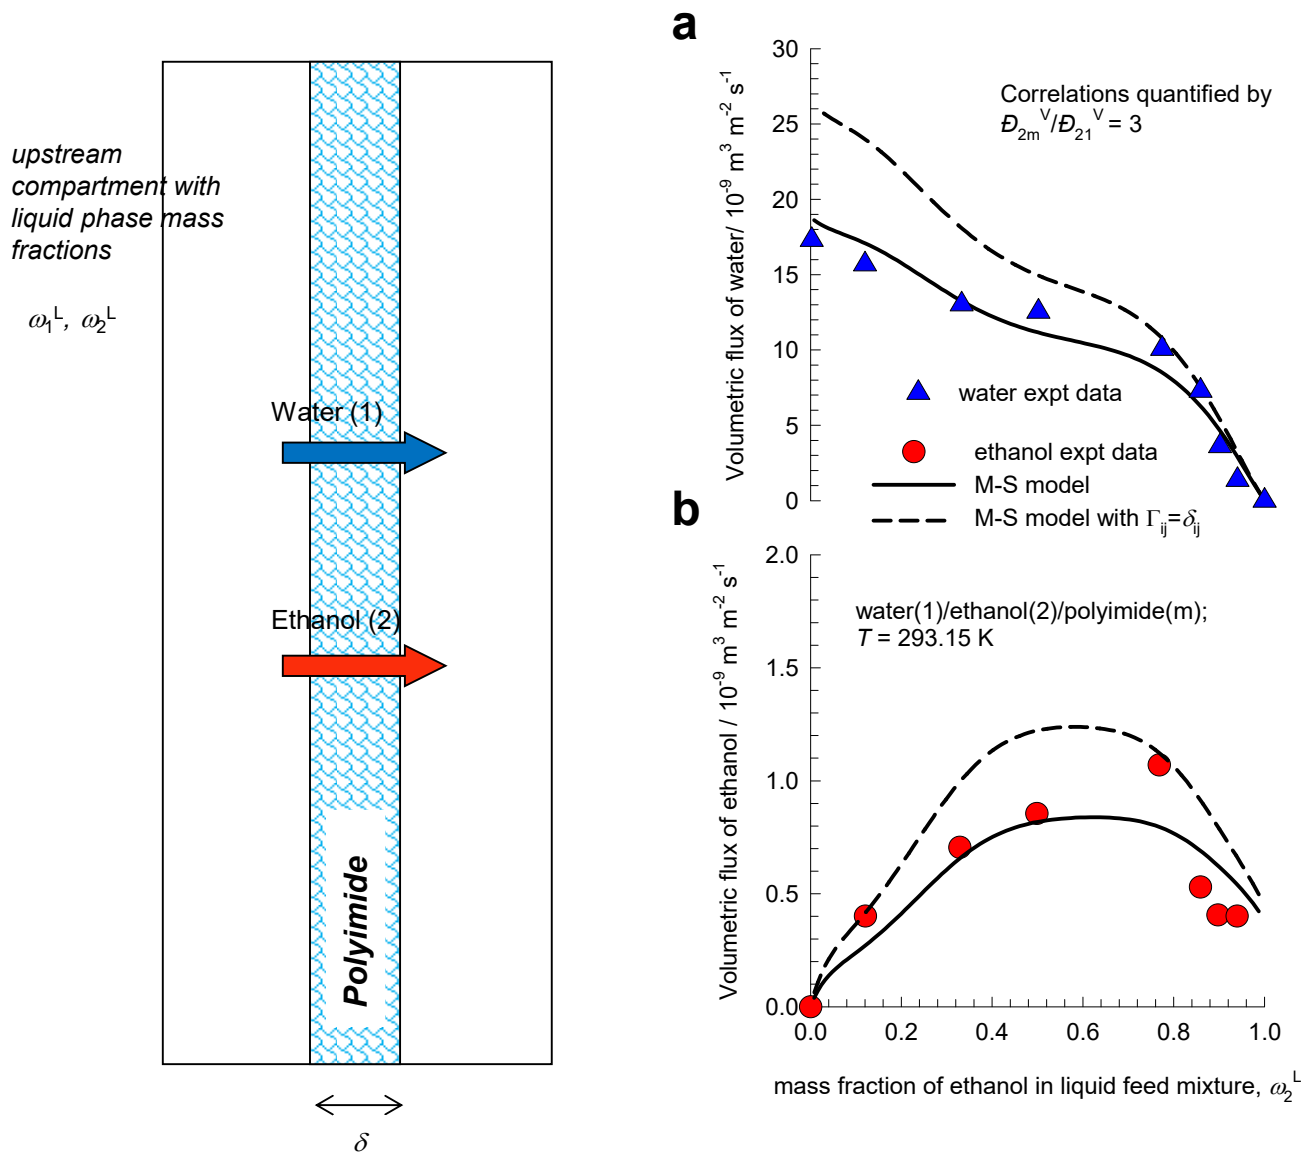 upstream
compartment with
liquid phase mass
fractions
ω₁ᴸ, ω₂ᴸ
Water (1)
Ethanol (2)
Polyimide
δ
a
Volumetric flux of water/ 10⁻⁹ m³ m⁻² s⁻¹
30
25
20
15
10
5
0
Correlations quantified by
Đ₂ₘⱽ/Đ₂₁ⱽ = 3
water expt data
ethanol expt data
M-S model
M-S model with Γᵢⱼ=δᵢⱼ
b
Volumetric flux of ethanol / 10⁻⁹ m³ m⁻² s⁻¹
2.0
1.5
1.0
0.5
0.0
water(1)/ethanol(2)/polyimide(m);
T = 293.15 K
0.0 0.2 0.4 0.6 0.8 1.0
mass fraction of ethanol in liquid feed mixture, ω₂ᴸ